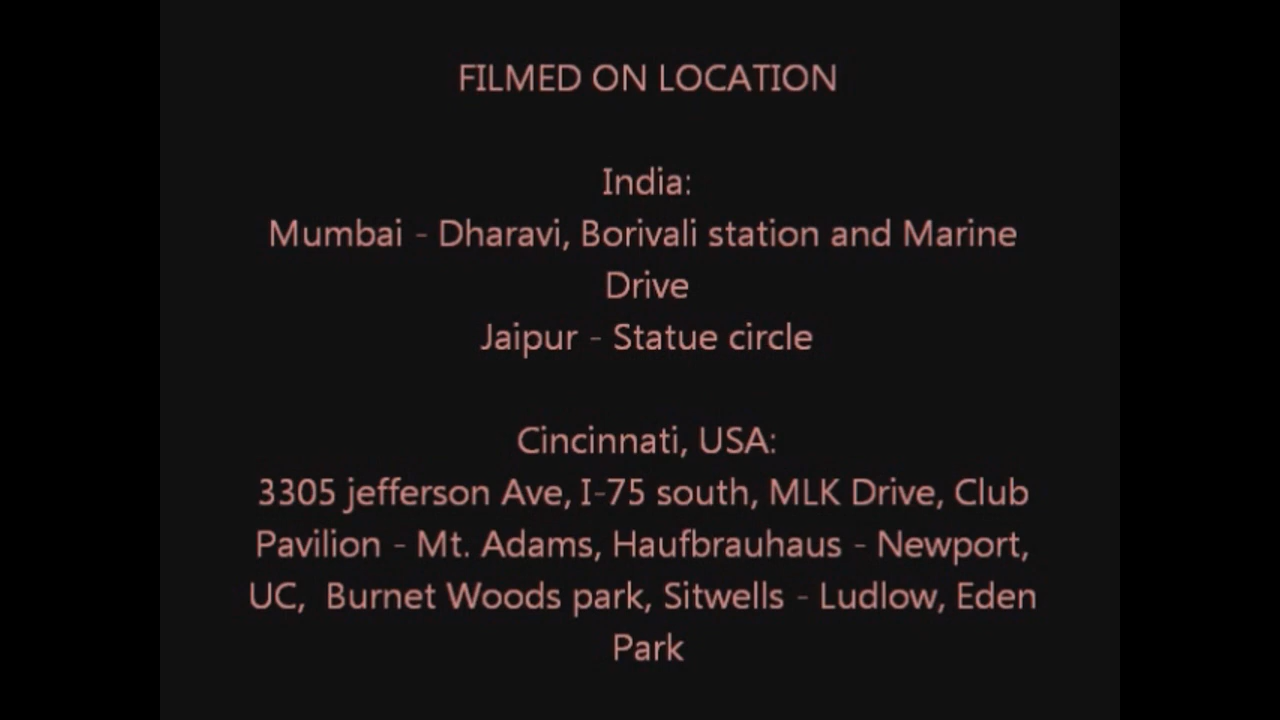 FILMED ON LOCATION
India:
Mumbai - Dharavi, Borivali station and Marine
Drive
Jaipur - Statue circle
Cincinnati, USA:
3305 jefferson Ave, I-75 south, MLK Drive, Club
Pavilion - Mt. Adams, Haufbrauhaus - Newport,
UC,  Burnet Woods park, Sitwells - Ludlow, Eden
Park